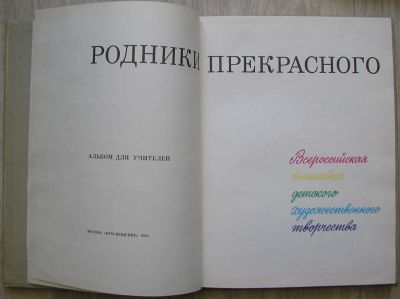 РОДНИКИ ПРЕКРАСНОГО
АЛЬБОМ ДЛЯ УЧИТЕЛЕЙ
МОСКВА «ПРОСВЕЩЕНИЕ»
Всероссийская
выставка
детского
художественного
творчества